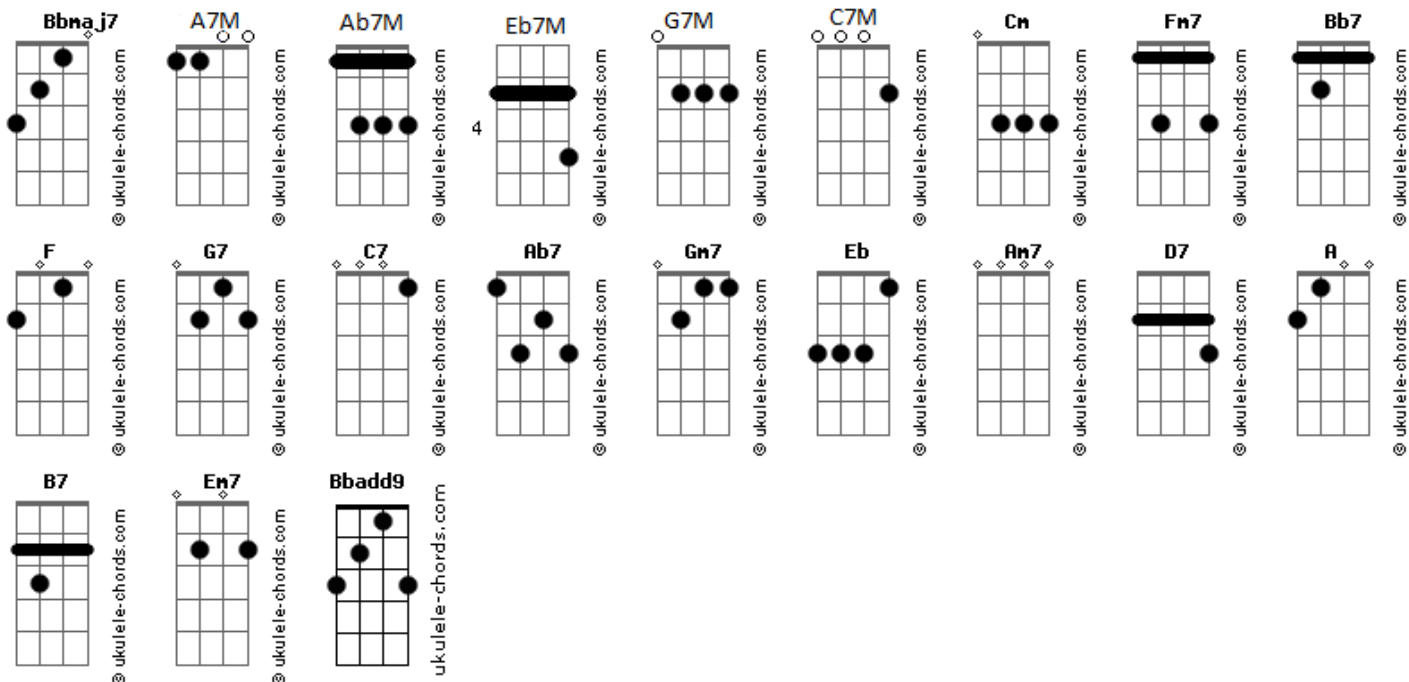 Bbmaj7 A7M Ab7M Eb7M G7M C7M Cm Fm7 Bb7
© ukulele-chords.com © ukulele-chords.com © ukulele-chords.com © ukulele-chords.com © ukulele-chords.com © ukulele-chords.com © ukulele-chords.com © ukulele-chords.com © ukulele-chords.com
4
F G7 C7 Ab7 Gm7 Eb Am7 D7 A
© ukulele-chords.com © ukulele-chords.com © ukulele-chords.com © ukulele-chords.com © ukulele-chords.com © ukulele-chords.com © ukulele-chords.com © ukulele-chords.com © ukulele-chords.com
B7 Em7 Bbadd9
© ukulele-chords.com © ukulele-chords.com ukulele-chords.com